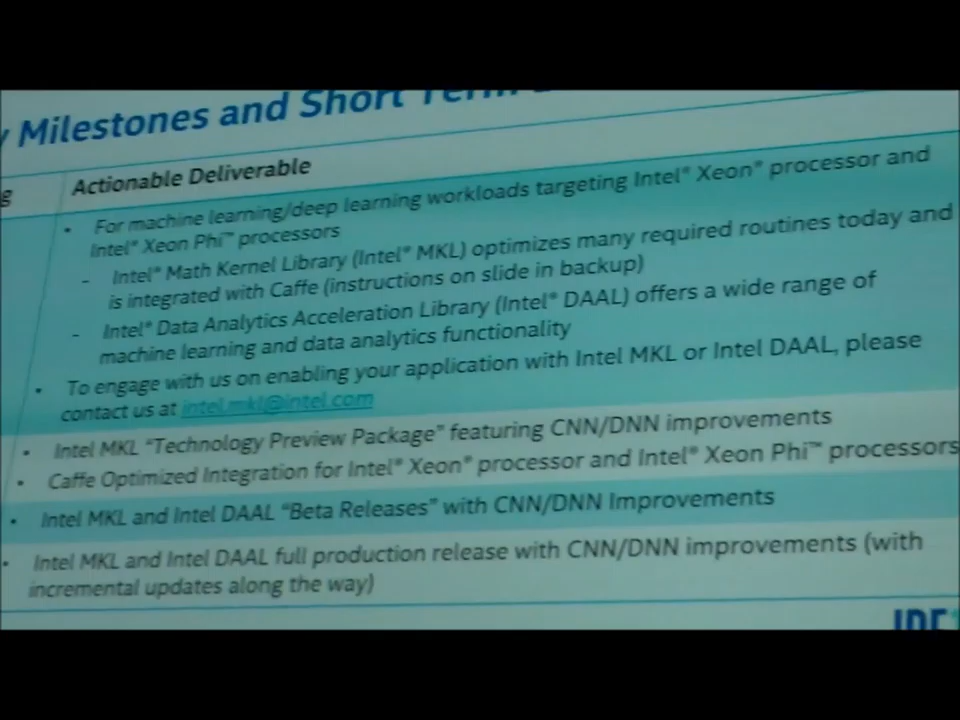 Milestones and Short Term
Actionable Deliverable
• For machine learning/deep learning workloads targeting Intel® Xeon® processor and
Intel® Xeon Phi™ processors
– Intel® Math Kernel Library (Intel® MKL) optimizes many required routines today and
is integrated with Caffe (instructions on slide in backup)
– Intel® Data Analytics Acceleration Library (Intel® DAAL) offers a wide range of
machine learning and data analytics functionality
• To engage with us on enabling your application with Intel MKL or Intel DAAL, please
contact us at intel.mkl@intel.com
• Intel MKL “Technology Preview Package” featuring CNN/DNN improvements
• Caffe Optimized Integration for Intel® Xeon® processor and Intel® Xeon Phi™ processors
• Intel MKL and Intel DAAL “Beta Releases” with CNN/DNN Improvements
• Intel MKL and Intel DAAL full production release with CNN/DNN improvements (with
incremental updates along the way)